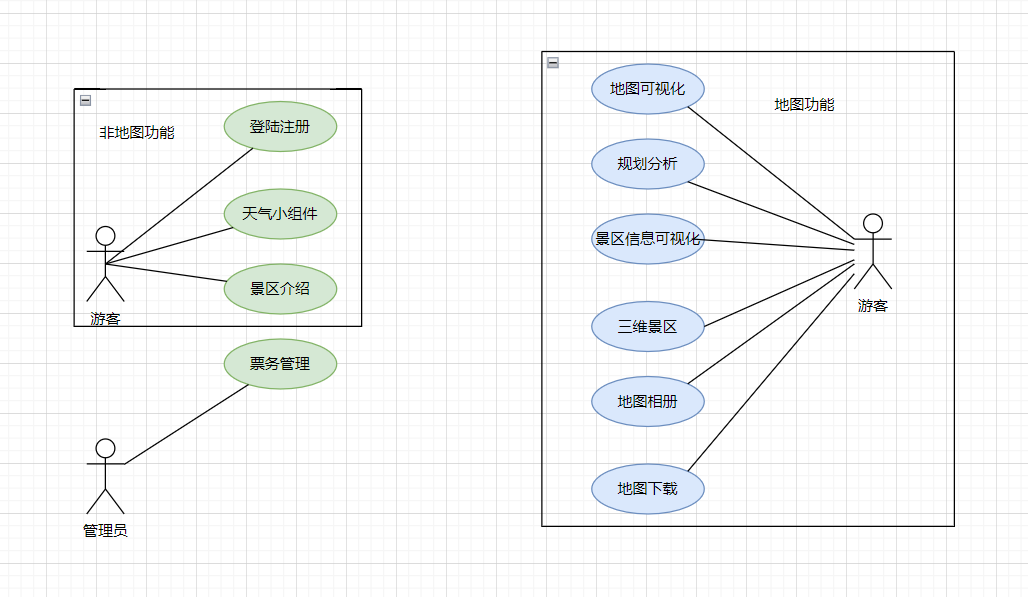 非地图功能
登陆注册
天气小组件
景区介绍
游客
票务管理
管理员
地图功能
地图可视化
规划分析
景区信息可视化
三维景区
地图相册
地图下载
游客